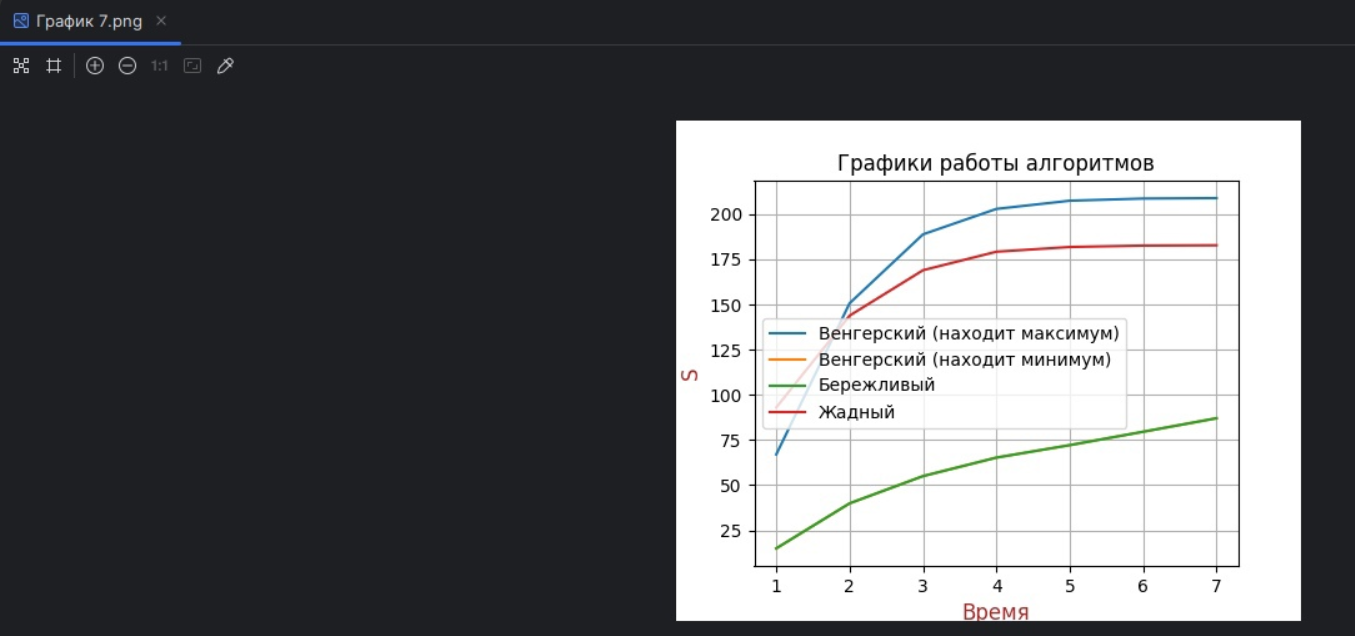 График 7.png
1:1
Графики работы алгоритмов
200
175
150
125
100
75
50
25
S
Венгерский (находит максимум)
Венгерский (находит минимум)
Бережливый
Жадный
1 2 3 4 5 6 7
Время